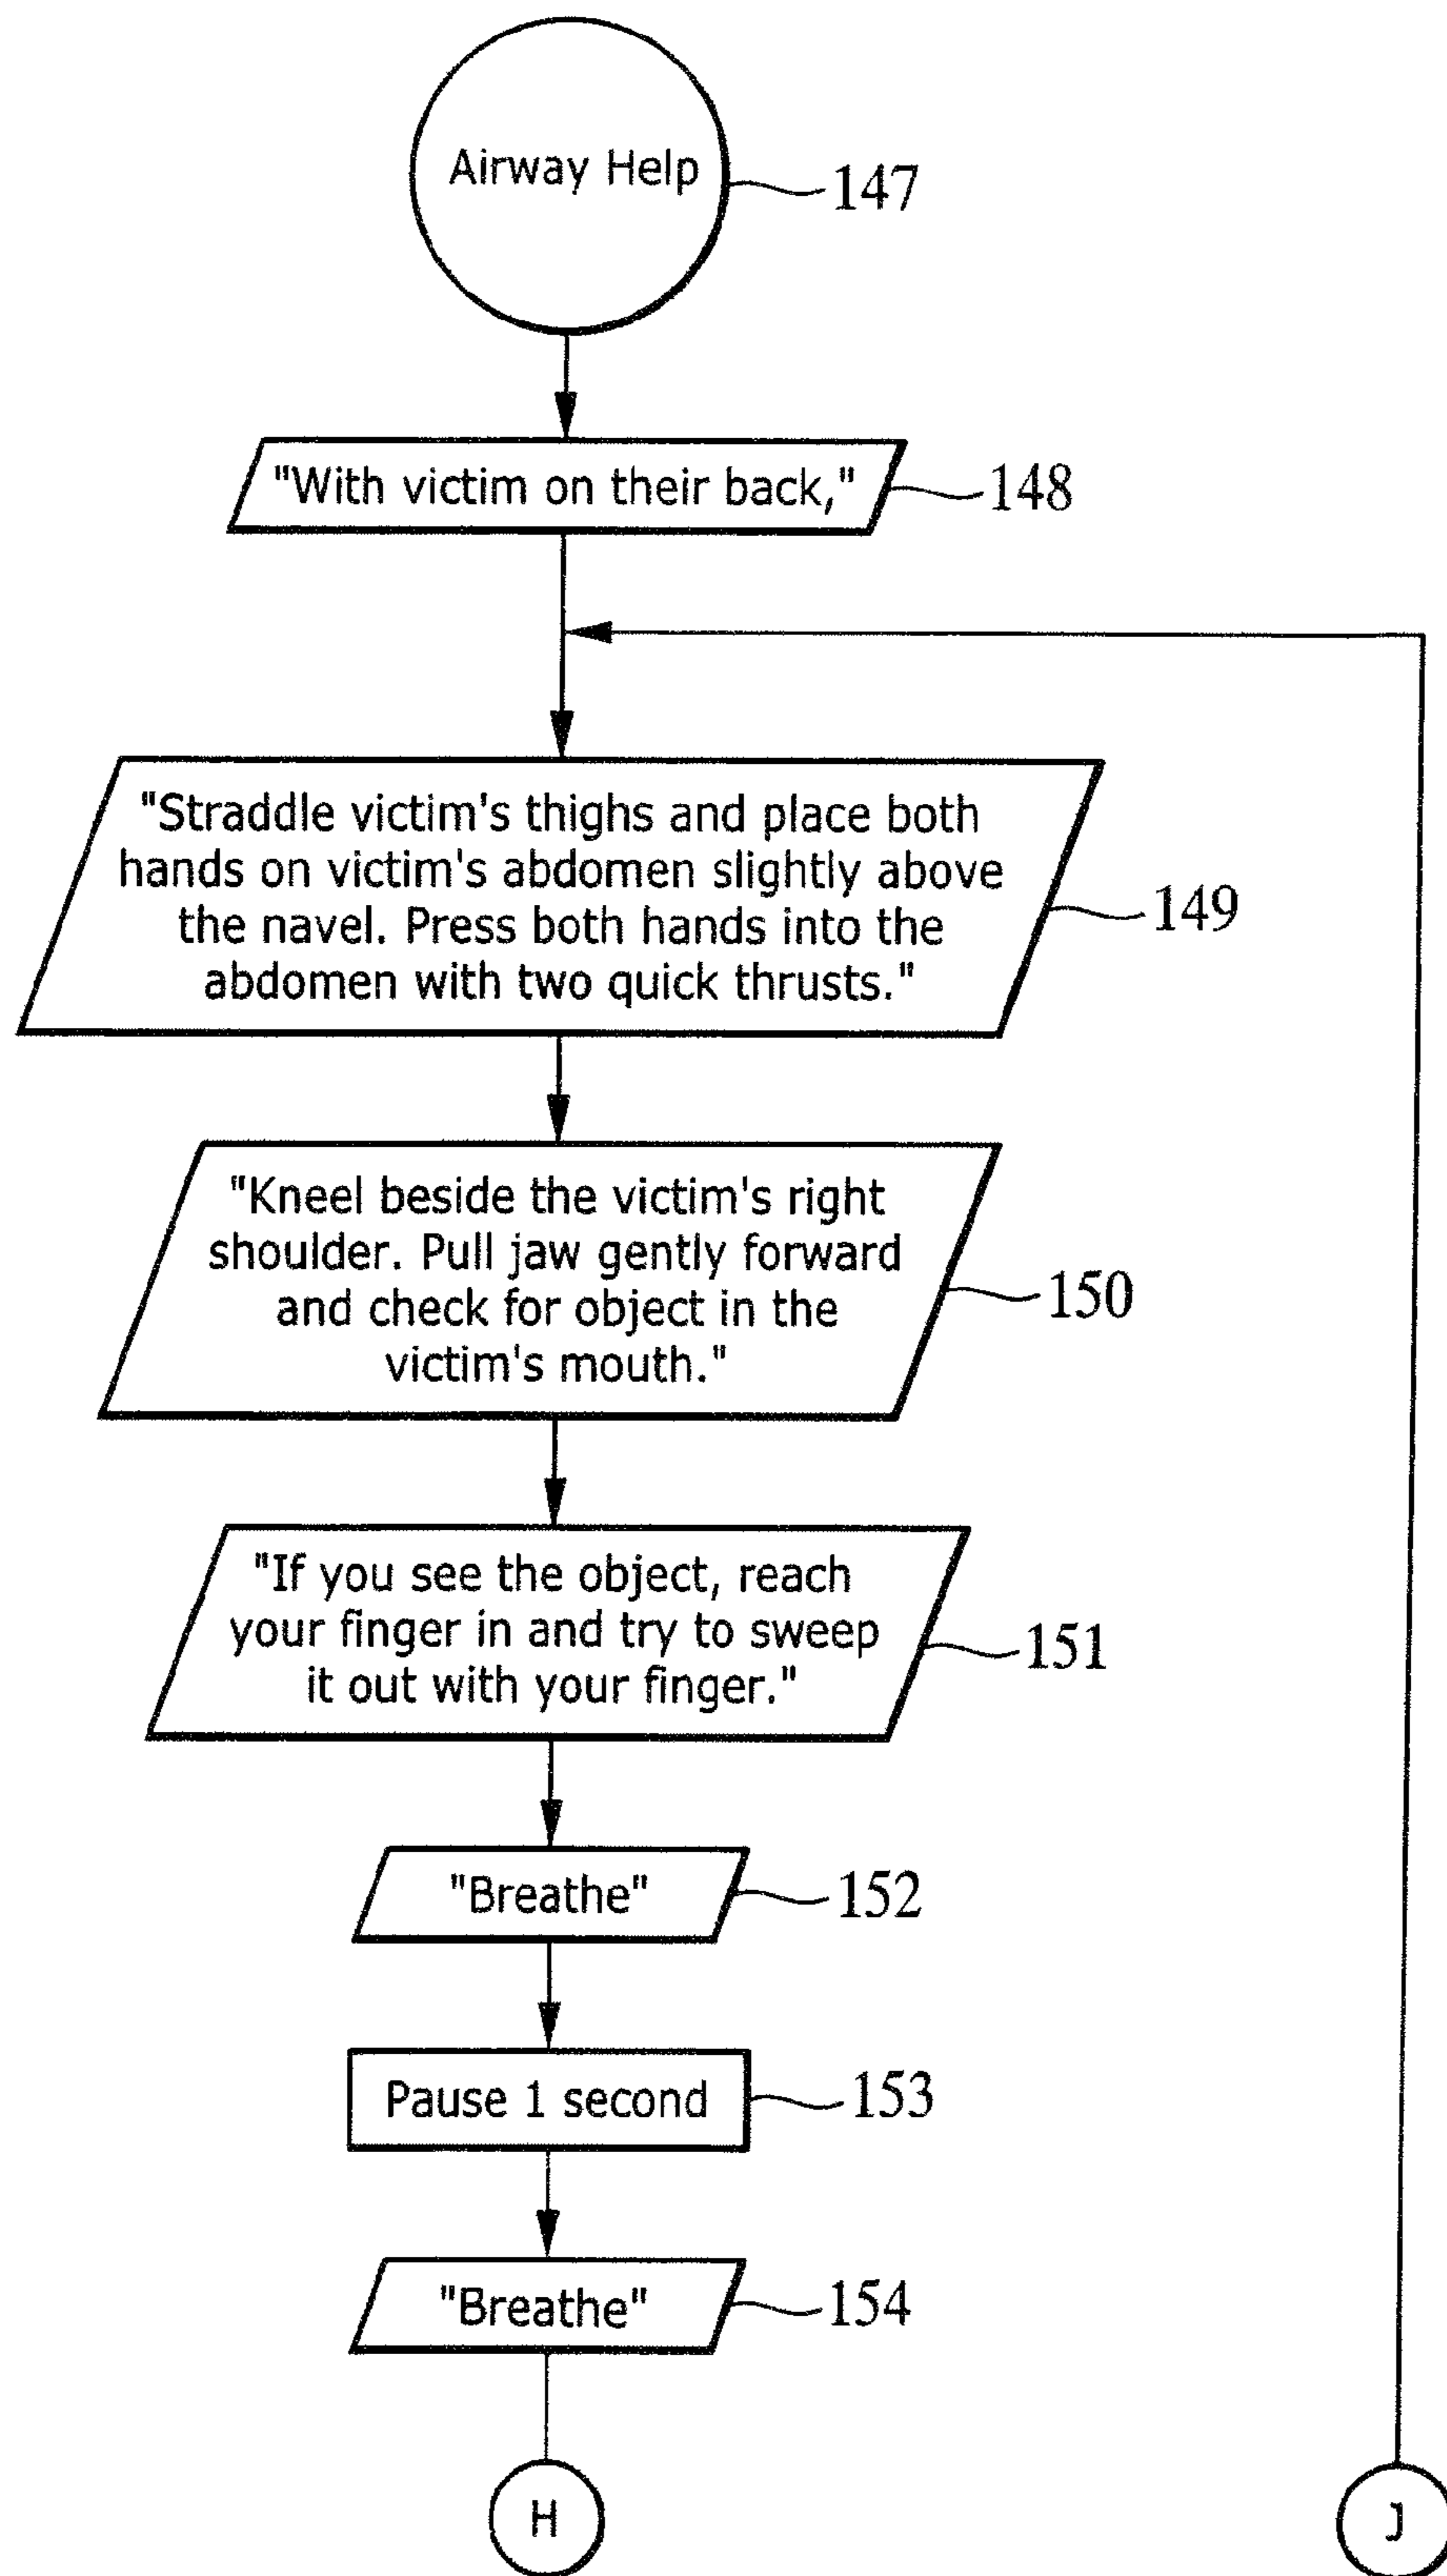 Airway Help
147
"With victim on their back,"
148
"Straddle victim's thighs and place both
hands on victim's abdomen slightly above
the navel. Press both hands into the
abdomen with two quick thrusts."
149
"Kneel beside the victim's right
shoulder. Pull jaw gently forward
and check for object in the
victim's mouth."
150
"If you see the object, reach
your finger in and try to sweep
it out with your finger."
151
"Breathe"
152
Pause 1 second
153
"Breathe"
154
H
J